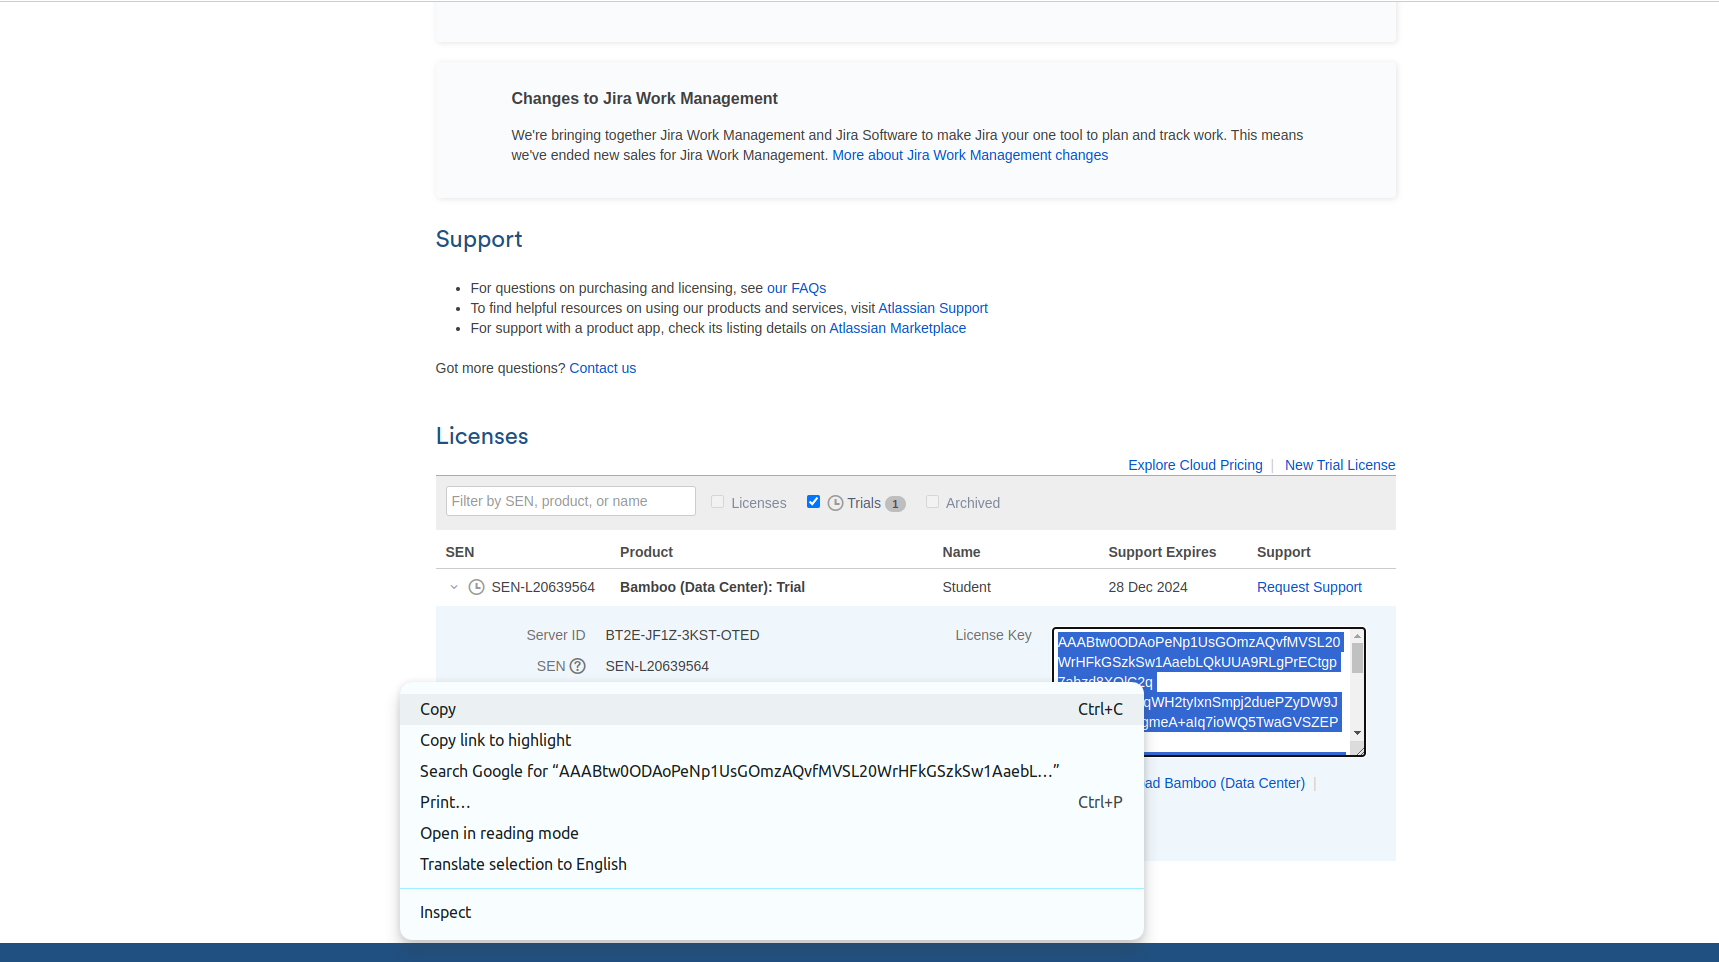 Changes to Jira Work Management
We're bringing together Jira Work Management and Jira Software to make Jira your one tool to plan and track work. This means
we've ended new sales for Jira Work Management. More about Jira Work Management changes
Support
• For questions on purchasing and licensing, see our FAQs
• To find helpful resources on using our products and services, visit Atlassian Support
• For support with a product app, check its listing details on Atlassian Marketplace
Got more questions? Contact us
Licenses
Explore Cloud Pricing | New Trial License
Filter by SEN, product, or name Licenses Trials 1 Archived
SEN Product Name Support Expires Support
SEN-L20639564 Bamboo (Data Center): Trial Student 28 Dec 2024 Request Support
Server ID BT2E-JF1Z-3KST-OTED License Key
SEN ? SEN-L20639564
AAABtw0ODAoPeNp1UsGOmzAQvfMVSL20
WrHFkGSzkSw1AaebLQkUUA9RLgPrECtgp
qWH2tyIxnSmpj2duePZyDW9J
gmeA+aIq7ioWQ5TwaGVSZEP
Copy Ctrl+C
Copy link to highlight
Search Google for “AAABtw0ODAoPeNp1UsGOmzAQvfMVSL20WrHFkGSzkSw1AaebL…”
Print… Ctrl+P
Open in reading mode
Translate selection to English
Inspect
ad Bamboo (Data Center) |